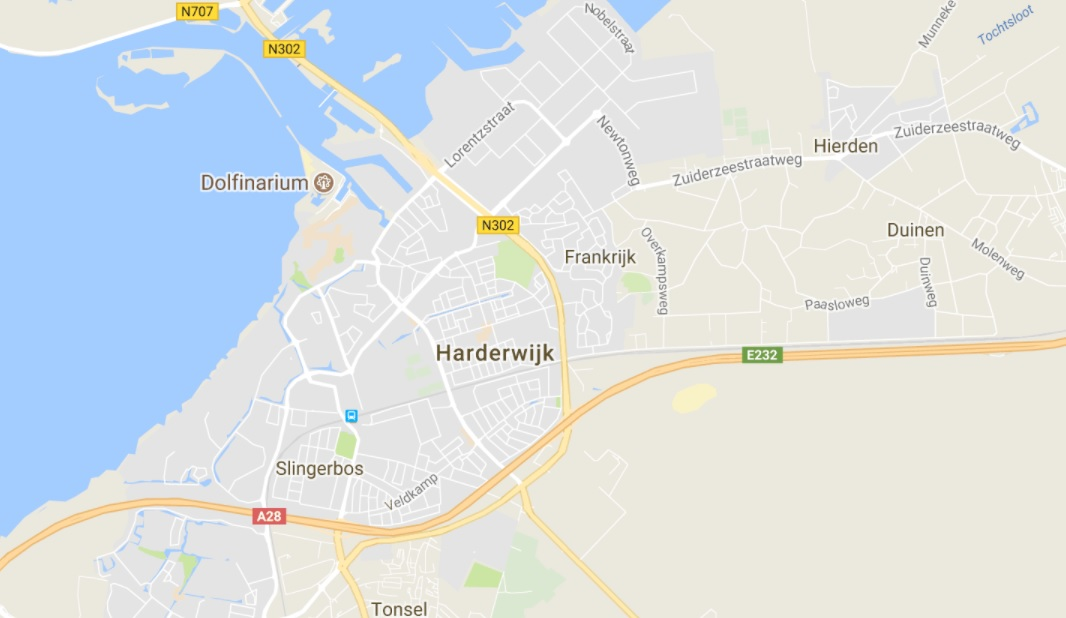 N707
Nobelstraat
Munneke
Tochtsloot
N302
Lorentzstraat
Newtonweg
Zuiderzeestraatweg
Hierden
Zuiderzeestraatweg
Dolfinarium
N302
Duinen
Overkampsweg
Frankrijk
Molenweg
Duinweg
Paasloweg
Harderwijk
E232
Slingerbos
Veldkamp
A28
Tonsel